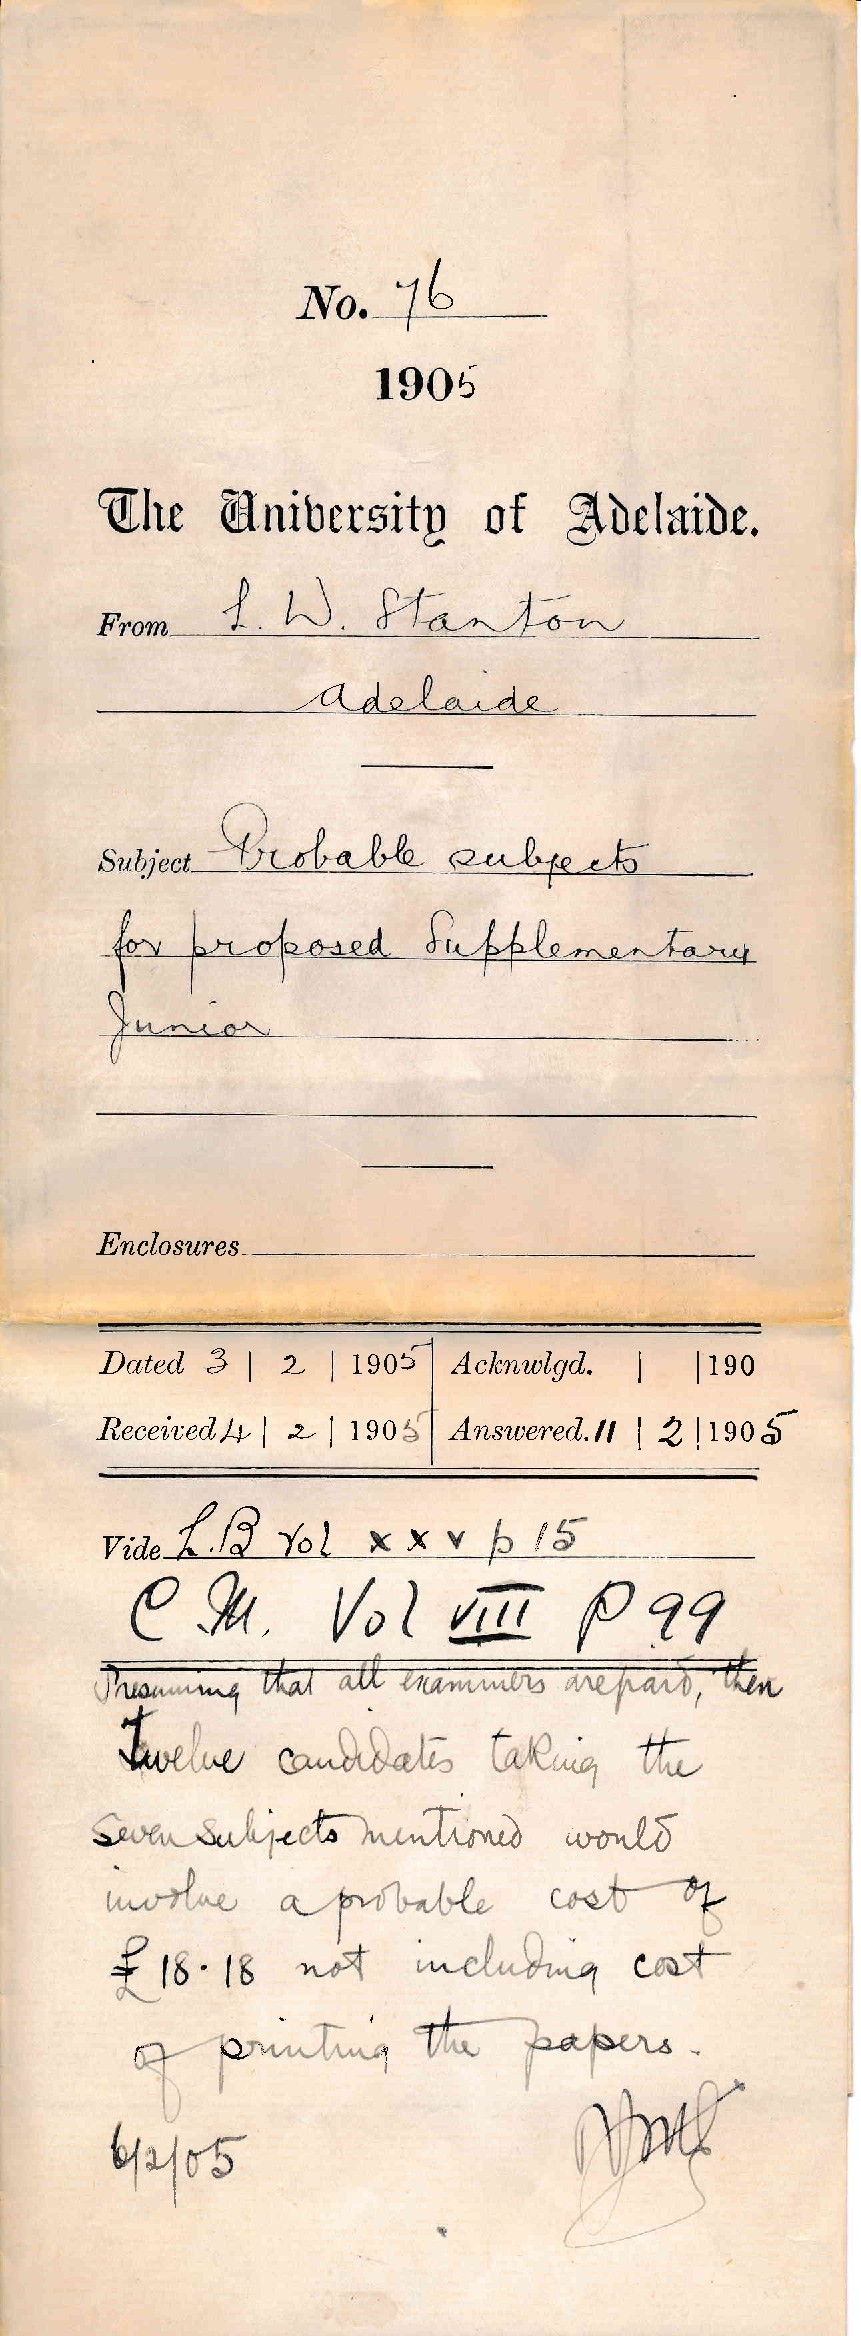 No. 76
1905
The University of Adelaide.
From L. W. Stanton
Adelaide
Subject Probable subjects
for proposed Supplementary
Junior
Enclosures
Dated 3 | 2 | 1905 Acknwlgd. | | 190
Received 4 | 2 | 1905 Answered. 11 | 2 | 1905
Vide L.B Vol xxv p 15
C.M. Vol VIII P 99
Presuming that all examiners are paid, then
Twelve candidates taking the
seven subjects mentioned would
involve a probable cost of
£18.18 not including cost
of printing the papers.
6/2/05